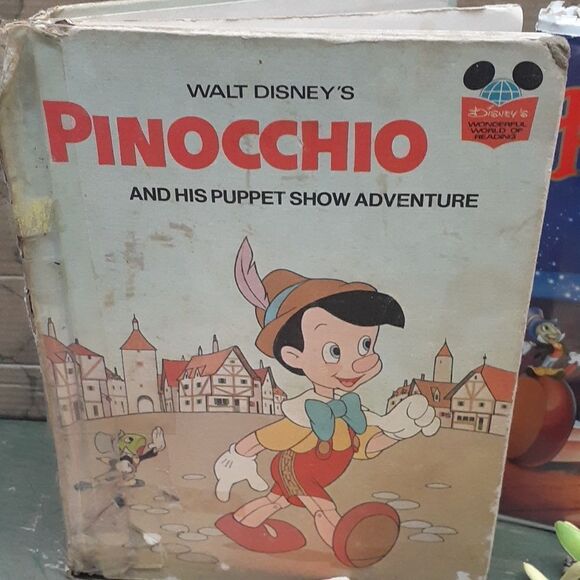 WALT DISNEY'S
PINOCCHIO
AND HIS PUPPET SHOW ADVENTURE
DISNEY'S
WONDERFUL
WORLD OF
READING